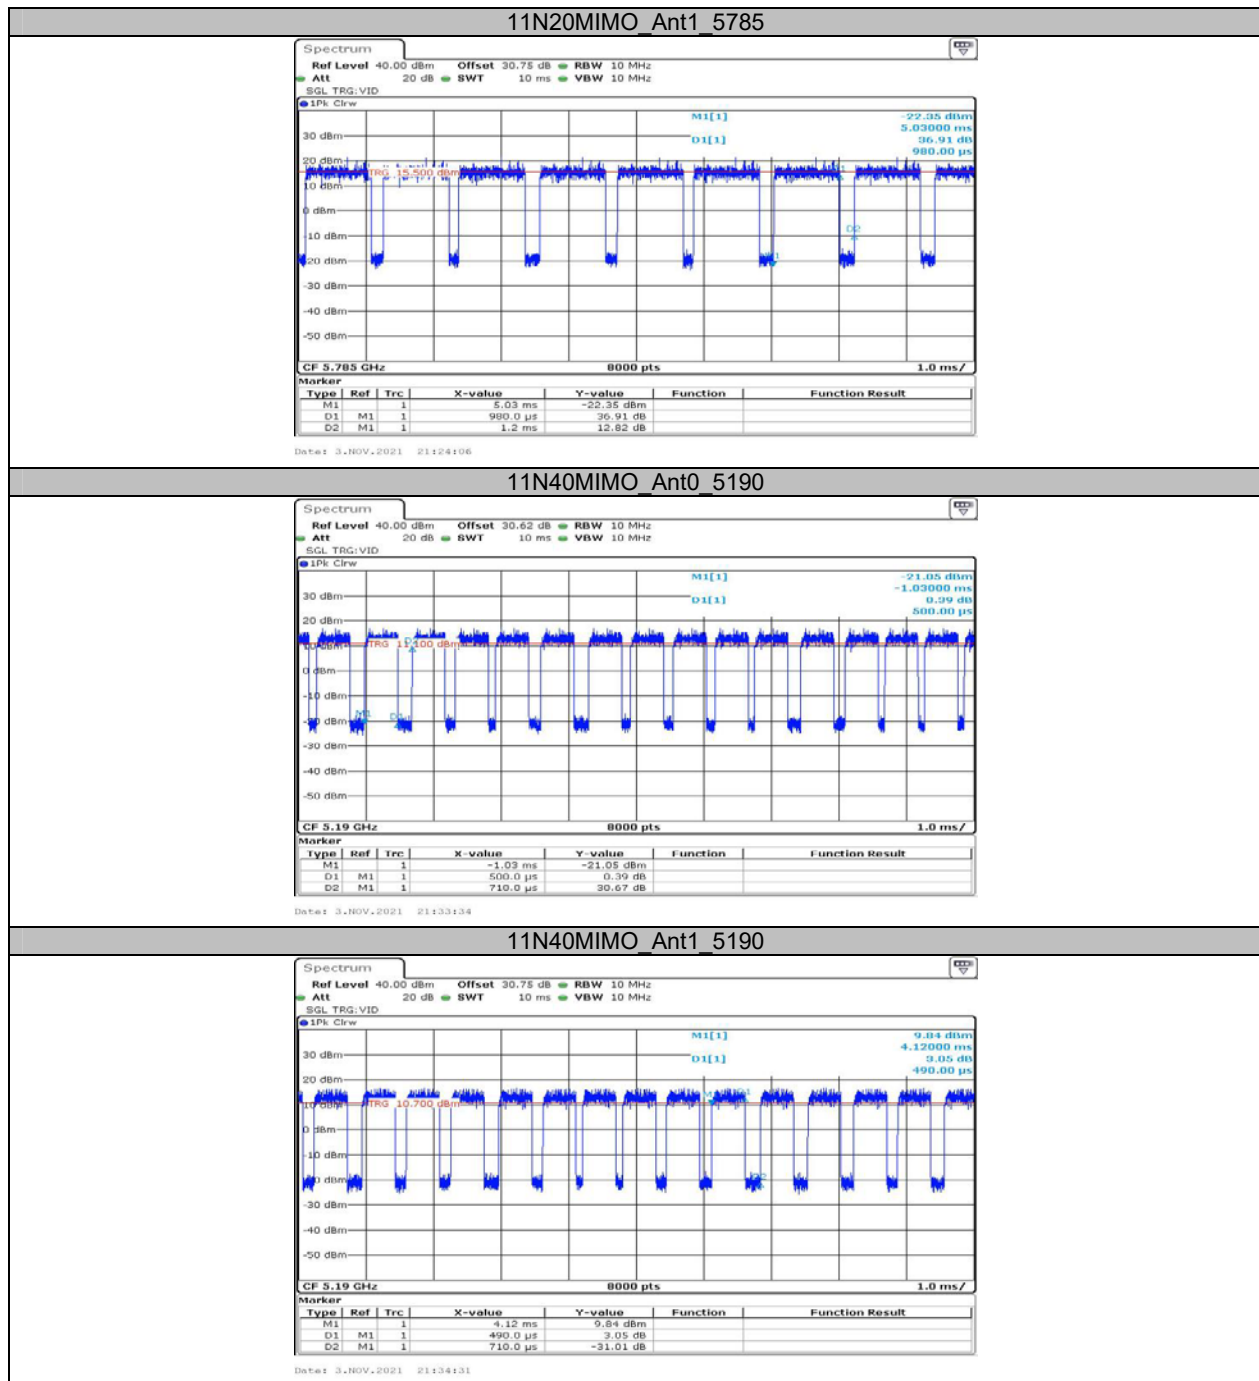 11N20MIMO_Ant1_5785
Spectrum
Ref Level 40.00 dBm Offset 30.75 dB RBW 10 MHz
Att 20 dB SWT 10 ms VBW 10 MHz
SGL TRG:VID
1Pk Clrw
M1[1] -22.35 dBm
5.03000 ms
D1[1] 36.91 dB
980.00 µs
30 dBm
20 dBm
TRG 15.500 dBm
10 dBm
0 dBm
-10 dBm
D2
-20 dBm
-30 dBm
-40 dBm
-50 dBm
CF 5.785 GHz 8000 pts 1.0 ms/
Marker
Type Ref Trc X-value Y-value Function Function Result
M1 1 5.03 ms -22.35 dBm
D1 M1 1 980.0 µs 36.91 dB
D2 M1 1 1.2 ms 12.82 dB
Date: 3.NOV.2021 21:24:06
11N40MIMO_Ant0_5190
Spectrum
Ref Level 40.00 dBm Offset 30.62 dB RBW 10 MHz
Att 20 dB SWT 10 ms VBW 10 MHz
SGL TRG:VID
1Pk Clrw
M1[1] -21.05 dBm
-1.03000 ms
D1[1] 0.39 dB
500.00 µs
30 dBm
20 dBm
TRG 11.100 dBm
0 dBm
-10 dBm
M1 D1
-30 dBm
-40 dBm
-50 dBm
CF 5.19 GHz 8000 pts 1.0 ms/
Marker
Type Ref Trc X-value Y-value Function Function Result
M1 1 -1.03 ms -21.05 dBm
D1 M1 1 500.0 µs 0.39 dB
D2 M1 1 710.0 µs 30.67 dB
Date: 3.NOV.2021 21:33:34
11N40MIMO_Ant1_5190
Spectrum
Ref Level 40.00 dBm Offset 30.75 dB RBW 10 MHz
Att 20 dB SWT 10 ms VBW 10 MHz
SGL TRG:VID
1Pk Clrw
M1[1] 9.84 dBm
4.12000 ms
D1[1] 3.05 dB
490.00 µs
30 dBm
20 dBm
D1
10 dBm TRG 10.700 dBm
0 dBm
-10 dBm
D2
-30 dBm
-40 dBm
-50 dBm
CF 5.19 GHz 8000 pts 1.0 ms/
Marker
Type Ref Trc X-value Y-value Function Function Result
M1 1 4.12 ms 9.84 dBm
D1 M1 1 490.0 µs 3.05 dB
D2 M1 1 710.0 µs -31.01 dB
Date: 3.NOV.2021 21:34:31